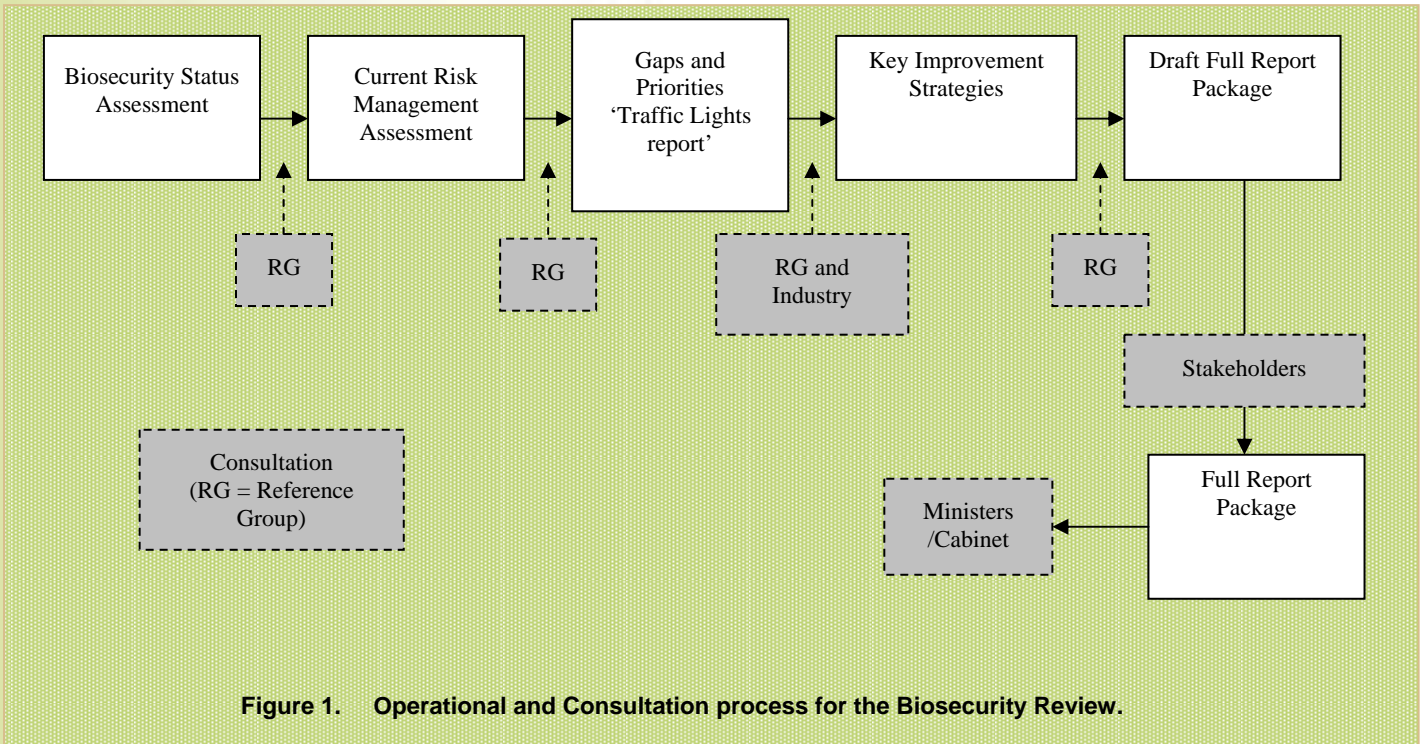 Biosecurity Status
Assessment
Current Risk
Management
Assessment
Gaps and
Priorities
‘Traffic Lights
report’
Key Improvement
Strategies
Draft Full Report
Package
RG
RG
RG and
Industry
RG
Stakeholders
Consultation
(RG = Reference
Group)
Ministers
/Cabinet
Full Report
Package
Figure 1. Operational and Consultation process for the Biosecurity Review.